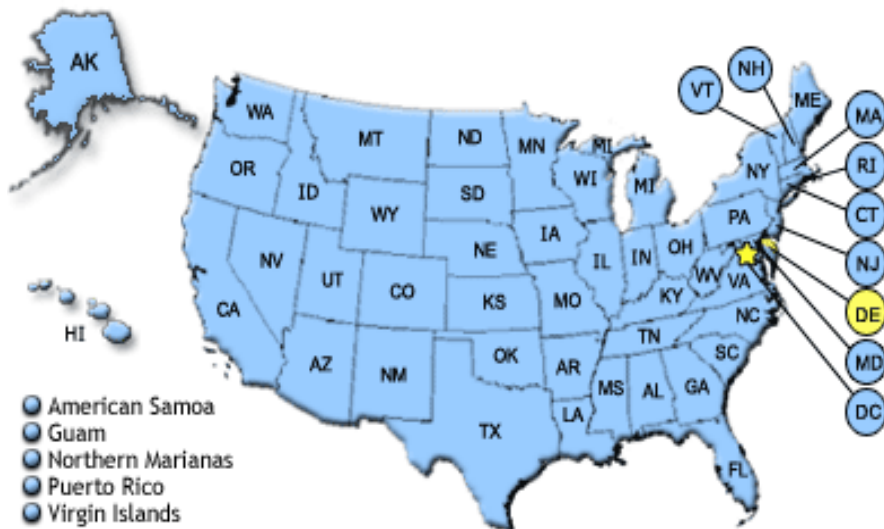 AK
NH
VT
ME
WA
MA
MT
ND
MN
MI
OR
NY
RI
ID
SD
WI
MI
WY
CT
PA
IA
NE
OH
NJ
NV
IL
IN
UT
WV
VA
CO
CA
KS
MO
KY
DE
HI
NC
TN
OK
SC
AZ
NM
AR
MD
MS
AL
GA
DC
LA
TX
FL
American Samoa
Guam
Northern Marianas
Puerto Rico
Virgin Islands